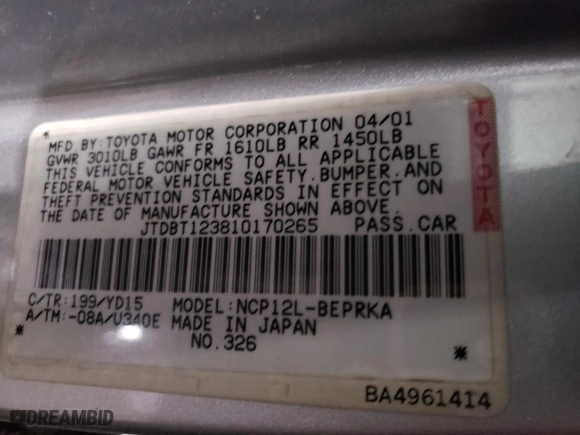 MFD BY: TOYOTA MOTOR CORPORATION 04/01
GVWR 3010LB GAWR FR 1610LB RR 1450LB
THIS VEHICLE CONFORMS TO ALL APPLICABLE
FEDERAL MOTOR VEHICLE SAFETY, BUMPER, AND
THEFT PREVENTION STANDARDS IN EFFECT ON
THE DATE OF MANUFACTURE SHOWN ABOVE.
JTDBT123810170265 PASS.CAR
C/TR:199/YD15 MODEL:NCP12L-BEPRKA
A/TM:-08A/U340E MADE IN JAPAN
* NO.326 *
BA4961414
TOYOTA
DREAMBID